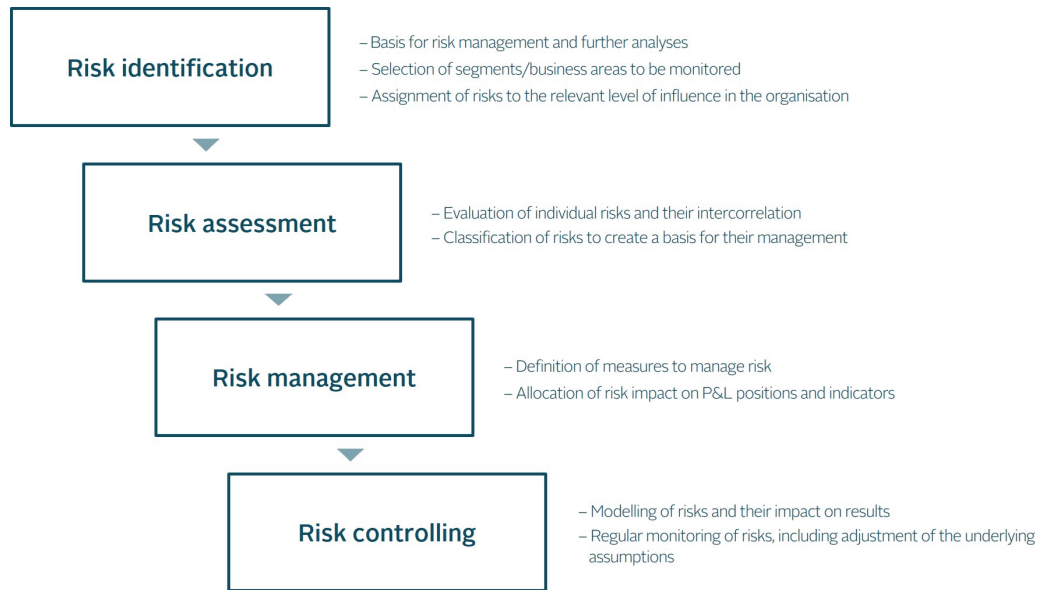 Risk identification
– Basis for risk management and further analyses
– Selection of segments/business areas to be monitored
– Assignment of risks to the relevant level of influence in the organisation
Risk assessment
– Evaluation of individual risks and their intercorrelation
– Classification of risks to create a basis for their management
Risk management
– Definition of measures to manage risk
– Allocation of risk impact on P&L positions and indicators
Risk controlling
– Modelling of risks and their impact on results
– Regular monitoring of risks, including adjustment of the underlying
assumptions